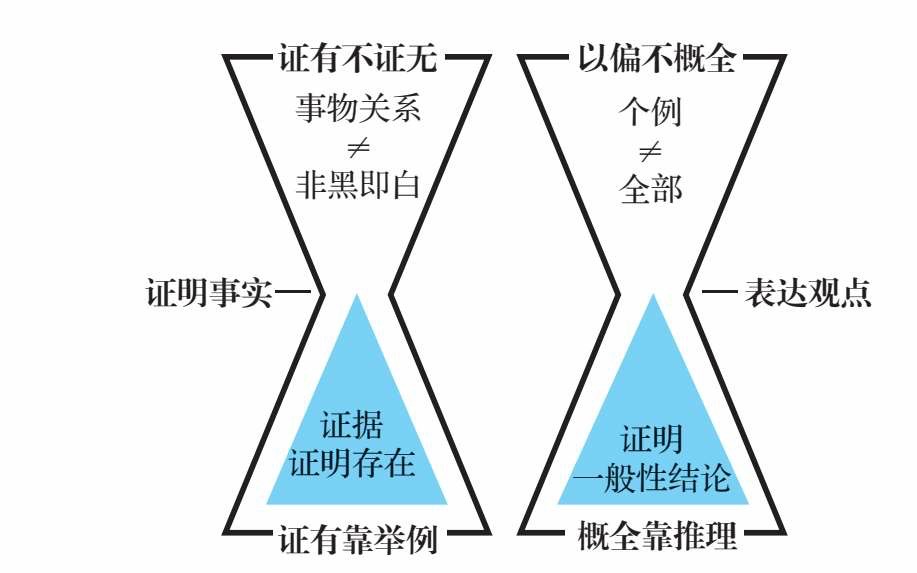 证有不证无
事物关系
≠
非黑即白
证明事实
证据
证明存在
证有靠举例
以偏不概全
个例
≠
全部
表达观点
证明
一般性结论
概全靠推理